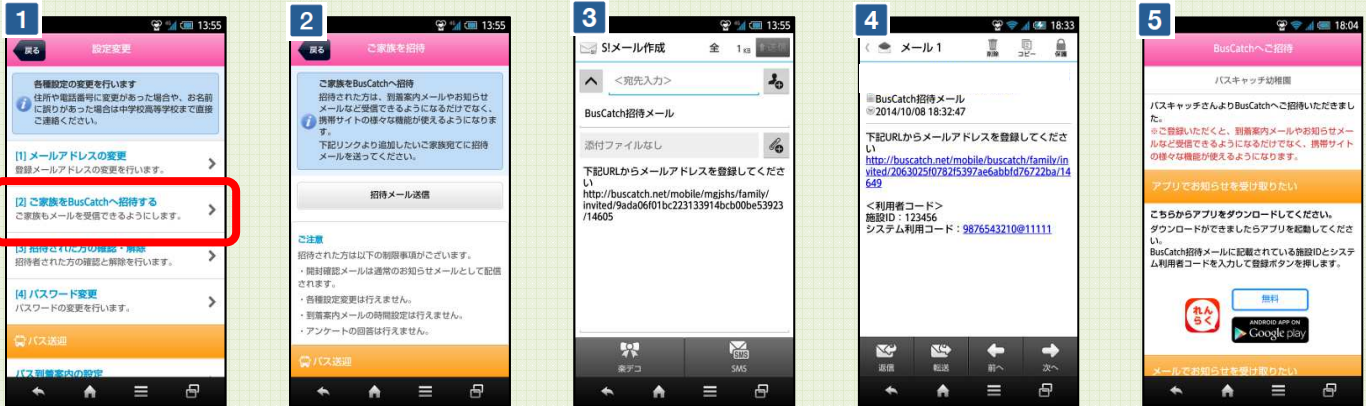 1
13:55
戻る
設定変更
各種設定の変更を行います
住所や電話番号に変更があった場合や、お名前
に誤りがあった場合は中学校高等学校まで直接
ご連絡ください。
[1] メールアドレスの変更
登録メールアドレスの変更を行います。
[2] ご家族をBusCatchへ招待する
ご家族もメールを受信できるようにします。
[3] 招待された方の確認・解除
招待者された方の確認と解除を行います。
[4] パスワード変更
パスワードの変更を行います。
バス送迎
バス到着案内の設定
2
13:55
戻る
ご家族を招待
ご家族をBusCatchへ招待
招待された方は、到着案内メールやお知らせ
メールなど受信できるようになるだけでなく、
携帯サイトの様々な機能が使えるようになりま
す。
下記リンクより追加したいご家族宛てに招待
メールを送ってください。
招待メール送信
ご注意
招待された方は以下の制限事項がございます。
・開封確認メールは通常のお知らせメールとして配信
されます。
・各種設定変更は行えません。
・到着案内メールの時間設定は行えません。
・アンケートの回答は行えません。
バス送迎
3
13:55
S!メール作成
全 1 KB
送信
<宛先入力>
BusCatch招待メール
添付ファイルなし
下記URLからメールアドレスを登録してくださ
い
http://buscatch.net/mobile/mgjshs/family/
invited/9ada06f01bc223133914bcb00be53923
/14605
楽デコ
SMS
SMS
4
18:33
メール 1
削除
コピー
保護
BusCatch招待メール
2014/10/08 18:32:47
下記URLからメールアドレスを登録してくださ
い
http://buscatch.net/mobile/buscatch/family/in
vited/2063025f0782f5397ae6abbfd76722ba/14
649
<利用者コード>
施設ID：123456
システム利用コード：9876543210@11111
返信
転送
前へ
次へ
5
18:04
BusCatchへご招待
バスキャッチ幼稚園
バスキャッチさんよりBusCatchへご招待いただきまし
た。
※ご登録いただくと、到着案内メールやお知らせメー
ルなど受信できるようになるだけでなく、携帯サイト
の様々な機能が使えるようになります。
アプリでお知らせを受け取りたい
こちらからアプリをダウンロードしてください。
ダウンロードができましたらアプリを起動してくださ
い。
BusCatch招待メールに記載されている施設IDとシステ
ム利用者コードを入力して登録ボタンを押します。
れん
らく
無料
ANDROID APP ON
Google play
メールでお知らせを受け取りたい